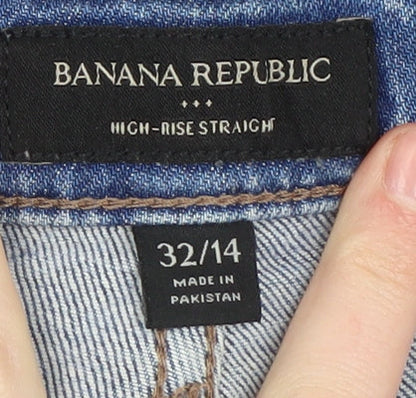 BANANA REPUBLIC
HIGH-RISE STRAIGHT
32/14
MADE IN
PAKISTAN